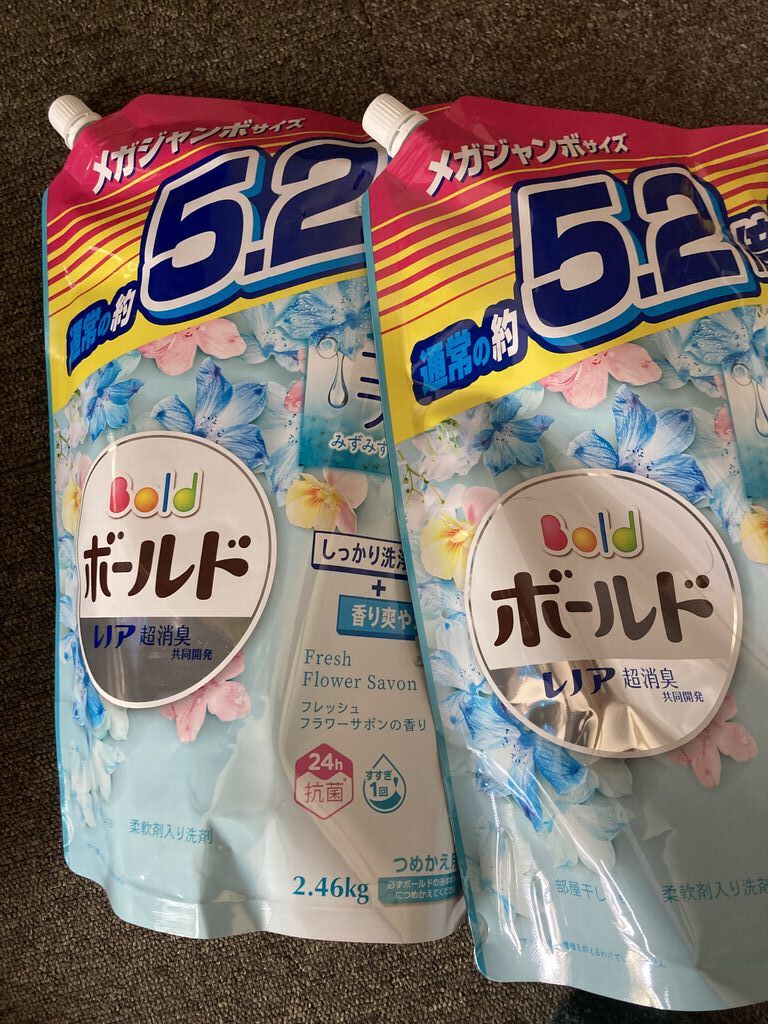 メガジャンボサイズ
通常の約
5.2
みずみず
Bold
ボールド
レノア 超消臭
共同開発
しっかり洗浄
+
香り爽や
Fresh
Flower Savon
フレッシュ
フラワーサボンの香り
24h
抗菌
すすぎ
1回
柔軟剤入り洗剤
つめかえ用
2.46kg
メガジャンボサイズ
通常の約
5.2
Bold
ボールド
レノア 超消臭
共同開発
部屋干し
柔軟剤入り洗剤